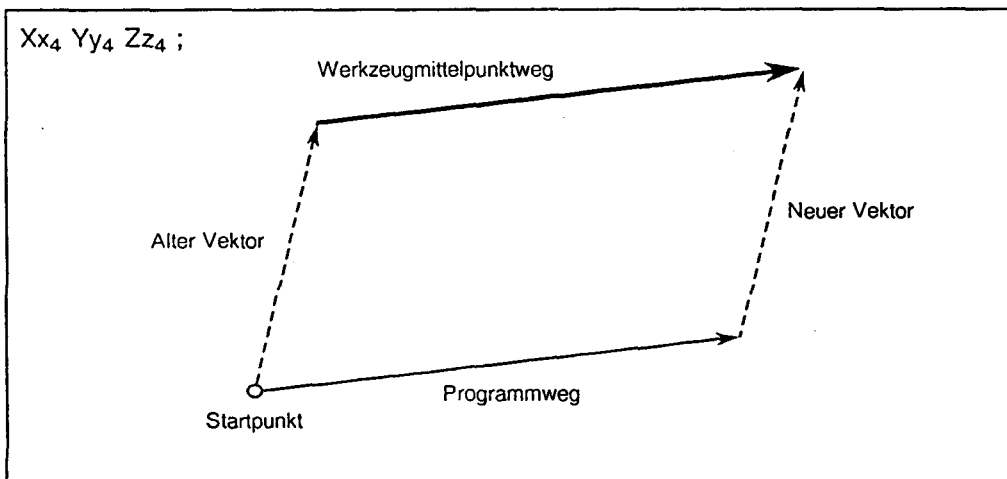 Xx₄ Yy₄ Zz₄ ;
Werkzeugmittelpunktweg
Neuer Vektor
Alter Vektor
Programmweg
Startpunkt